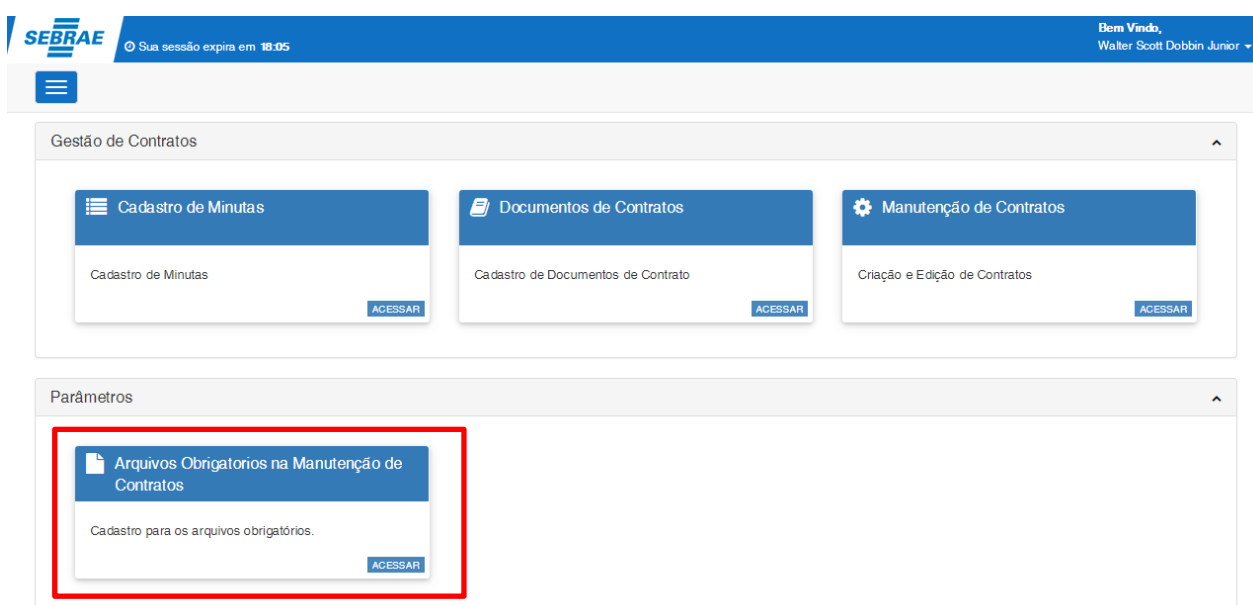 SEBRAE
Sua sessão expira em 18:05
Bem Vindo,
Walter Scott Dobbin Junior
Gestão de Contratos
Cadastro de Minutas
Documentos de Contratos
Manutenção de Contratos
Cadastro de Minutas
Cadastro de Documentos de Contrato
Criação e Edição de Contratos
ACESSAR
ACESSAR
ACESSAR
Parâmetros
Arquivos Obrigatorios na Manutenção de
Contratos
Cadastro para os arquivos obrigatórios.
ACESSAR